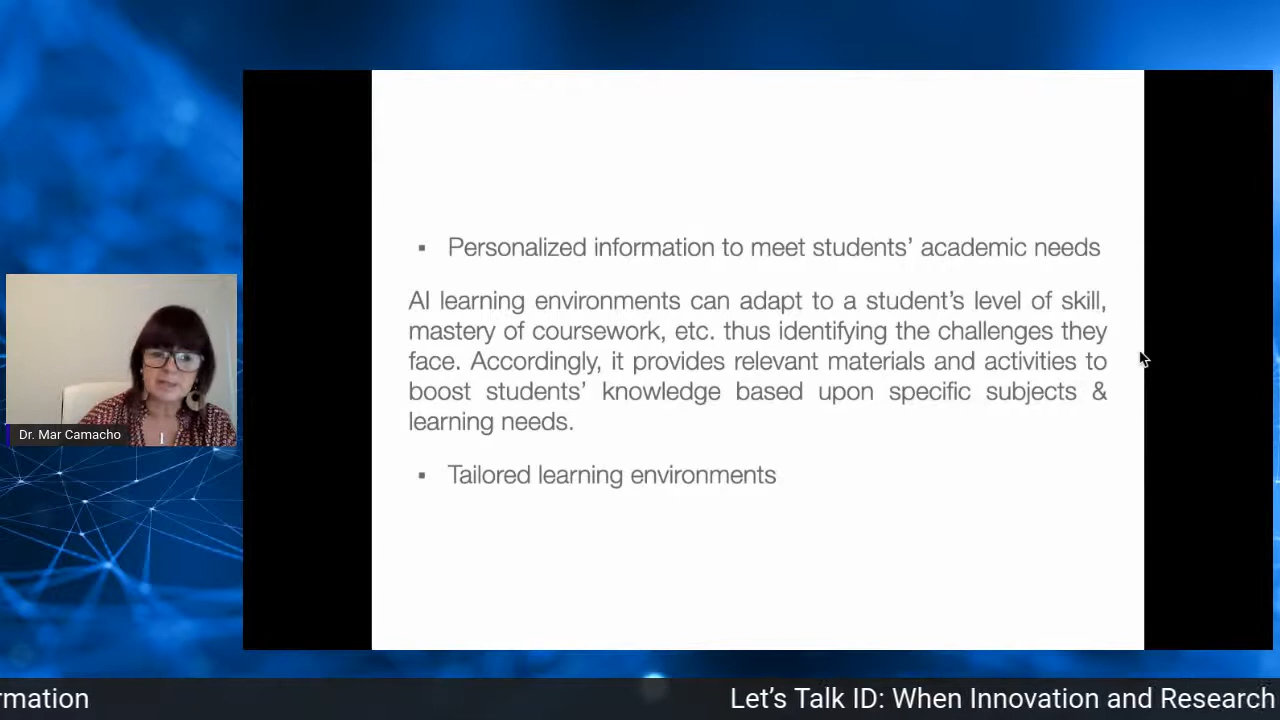 ▪ Personalized information to meet students’ academic needs
AI learning environments can adapt to a student’s level of skill,
mastery of coursework, etc. thus identifying the challenges they
face. Accordingly, it provides relevant materials and activities to
boost students’ knowledge based upon specific subjects &
learning needs.
▪ Tailored learning environments
Dr. Mar Camacho
rmation
Let’s Talk ID: When Innovation and Research